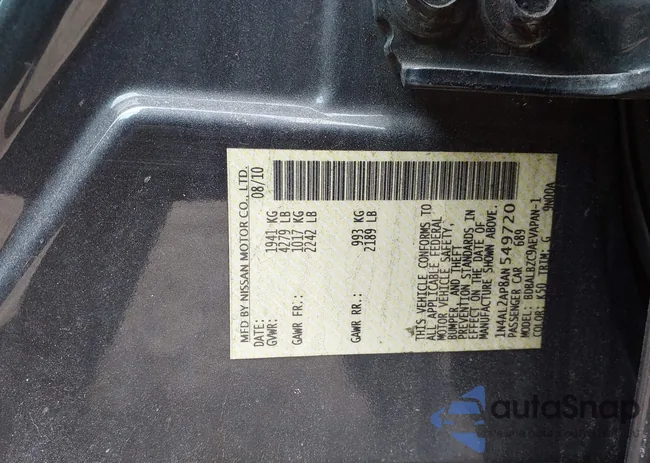 MFD BY NISSAN MOTOR CO., LTD.
DATE: 08/10
GVWR: 1941 KG
4279 LB
GAWR FR: 1017 KG
2242 LB
GAWR RR: 993 KG
2189 LB
THIS VEHICLE CONFORMS TO
ALL APPLICABLE FEDERAL
MOTOR VEHICLE SAFETY,
BUMPER AND THEFT
PREVENTION STANDARDS IN
EFFECT ON THE DATE OF
MANUFACTURE SHOWN ABOVE.
1N4AL2AP8AN549720
PASSENGER CAR 689
MODEL: BDBALBZC9AEVAPAN-1
COLOR: K50 TRIM: G 9N00A
autaSnap